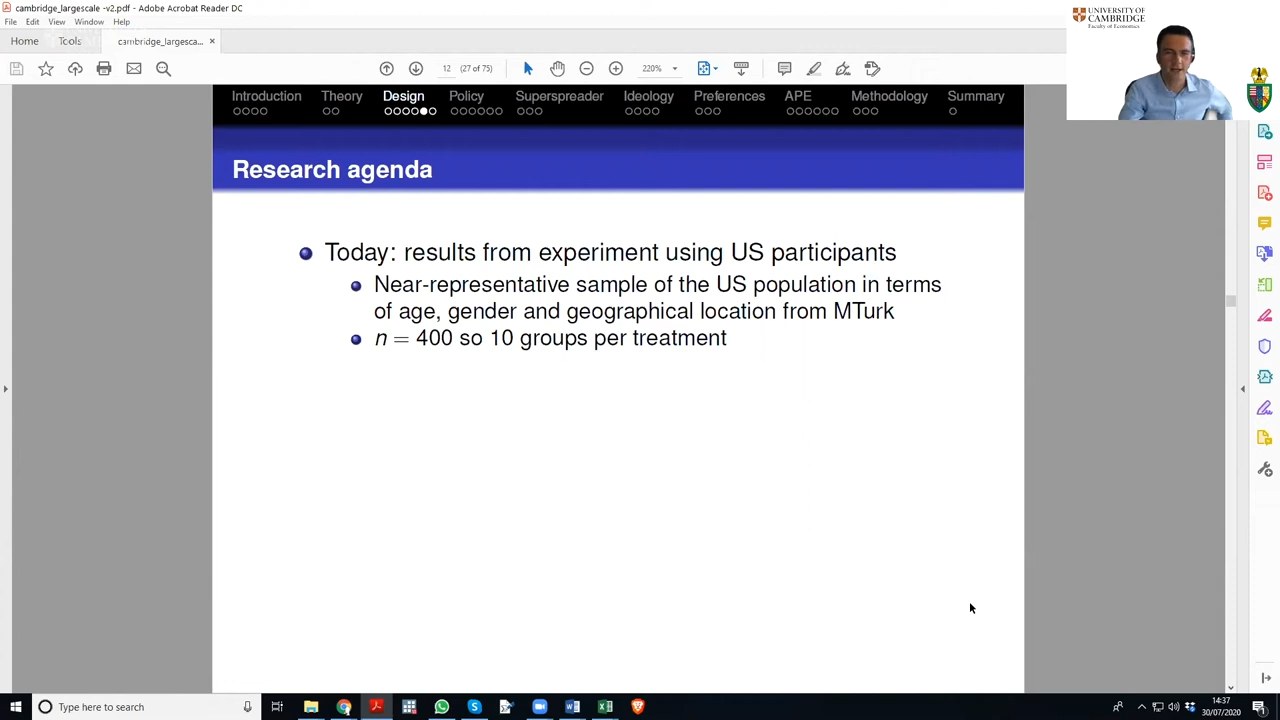 cambridge_largescale -v2.pdf - Adobe Acrobat Reader DC
File Edit View Window Help
Home Tools cambridge_largesca... ×
12 (27 of 75) 220%
UNIVERSITY OF
CAMBRIDGE
Faculty of Economics
Introduction Theory Design Policy Superspreader Ideology Preferences APE Methodology Summary
Research agenda
Today: results from experiment using US participants
Near-representative sample of the US population in terms
of age, gender and geographical location from MTurk
n = 400 so 10 groups per treatment
Type here to search
14:37
30/07/2020